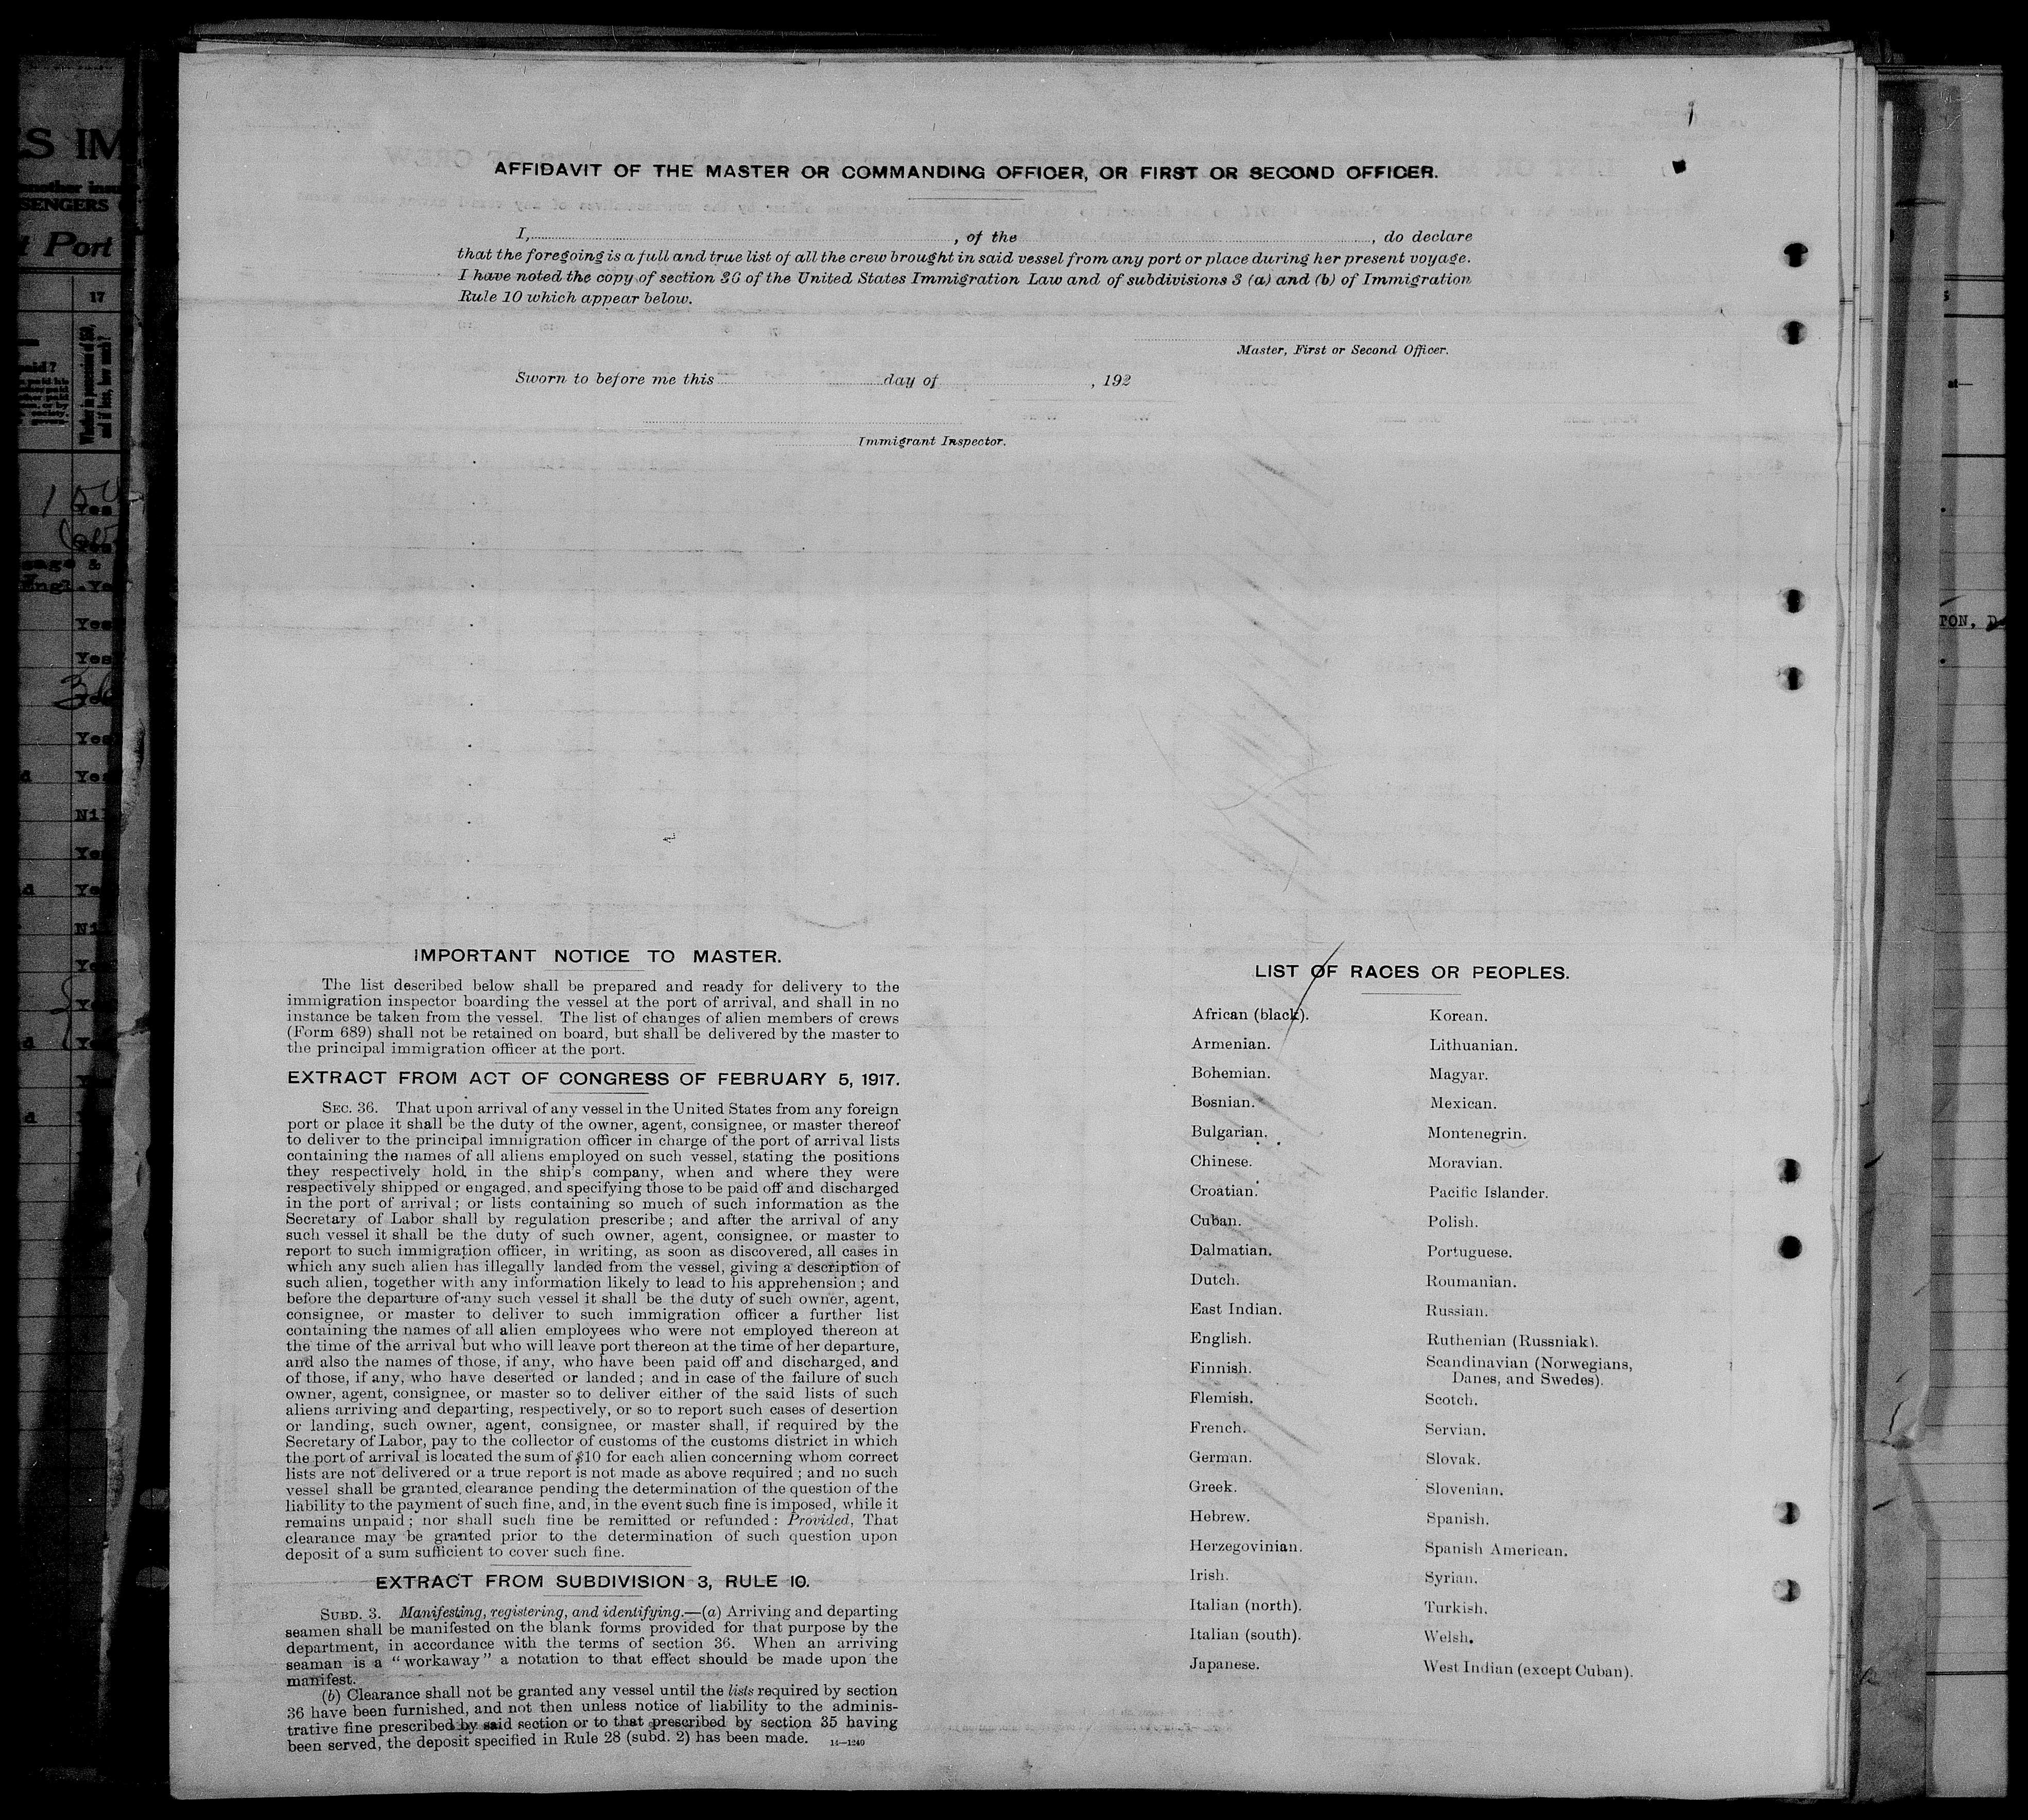 AFFIDAVIT OF THE MASTER OR COMMANDING OFFICER, OR FIRST OR SECOND OFFICER.
I, , of the , do declare
that the foregoing is a full and true list of all the crew brought in said vessel from any port or place during her present voyage.
I have noted the copy of section 36 of the United States Immigration Law and of subdivisions 3 (a) and (b) of Immigration
Rule 10 which appear below.
Master, First or Second Officer.
Sworn to before me this day of , 192
Immigrant Inspector.
IMPORTANT NOTICE TO MASTER.
The list described below shall be prepared and ready for delivery to the
immigration inspector boarding the vessel at the port of arrival, and shall in no
instance be taken from the vessel. The list of changes of alien members of crews
(Form 689) shall not be retained on board, but shall be delivered by the master to
the principal immigration officer at the port.
EXTRACT FROM ACT OF CONGRESS OF FEBRUARY 5, 1917.
SEC. 36. That upon arrival of any vessel in the United States from any foreign
port or place it shall be the duty of the owner, agent, consignee, or master thereof
to deliver to the principal immigration officer in charge of the port of arrival lists
containing the names of all aliens employed on such vessel, stating the positions
they respectively hold in the ship's company, when and where they were
respectively shipped or engaged, and specifying those to be paid off and discharged
in the port of arrival; or lists containing so much of such information as the
Secretary of Labor shall by regulation prescribe; and after the arrival of any
such vessel it shall be the duty of such owner, agent, consignee, or master to
report to such immigration officer, in writing, as soon as discovered, all cases in
which any such alien has illegally landed from the vessel, giving a description of
such alien, together with any information likely to lead to his apprehension; and
before the departure of any such vessel it shall be the duty of such owner, agent,
consignee, or master to deliver to such immigration officer a further list
containing the names of all alien employees who were not employed thereon at
the time of the arrival but who will leave port thereon at the time of her departure,
and also the names of those, if any, who have been paid off and discharged, and
of those, if any, who have deserted or landed; and in case of the failure of such
owner, agent, consignee, or master so to deliver either of the said lists of such
aliens arriving and departing, respectively, or so to report such cases of desertion
or landing, such owner, agent, consignee, or master shall, if required by the
Secretary of Labor, pay to the collector of customs of the customs district in which
the port of arrival is located the sum of $10 for each alien concerning whom correct
lists are not delivered or a true report is not made as above required; and no such
vessel shall be granted clearance pending the determination of the question of the
liability to the payment of such fine, and, in the event such fine is imposed, while it
remains unpaid; nor shall such fine be remitted or refunded: Provided, That
clearance may be granted prior to the determination of such question upon
deposit of a sum sufficient to cover such fine.
EXTRACT FROM SUBDIVISION 3, RULE 10.
SUBD. 3. Manifesting, registering, and identifying.—(a) Arriving and departing
seamen shall be manifested on the blank forms provided for that purpose by the
department, in accordance with the terms of section 36. When an arriving
seaman is a "workaway" a notation to that effect should be made upon the
manifest.
(b) Clearance shall not be granted any vessel until the lists required by section
36 have been furnished, and not then unless notice of liability to the adminis-
trative fine prescribed by said section or to that prescribed by section 35 having
been served, the deposit specified in Rule 28 (subd. 2) has been made. 14—1240
LIST OF RACES OR PEOPLES.
African (black).
Armenian.
Bohemian.
Bosnian.
Bulgarian.
Chinese.
Croatian.
Cuban.
Dalmatian.
Dutch.
East Indian.
English.
Finnish.
Flemish.
French.
German.
Greek.
Hebrew.
Herzegovinian.
Irish.
Italian (north).
Italian (south).
Japanese.
Korean.
Lithuanian.
Magyar.
Mexican.
Montenegrin.
Moravian.
Pacific Islander.
Polish.
Portuguese.
Roumanian.
Russian.
Ruthenian (Russniak).
Scandinavian (Norwegians,
Danes, and Swedes).
Scotch.
Servian.
Slovak.
Slovenian.
Spanish.
Spanish American.
Syrian.
Turkish.
Welsh.
West Indian (except Cuban).